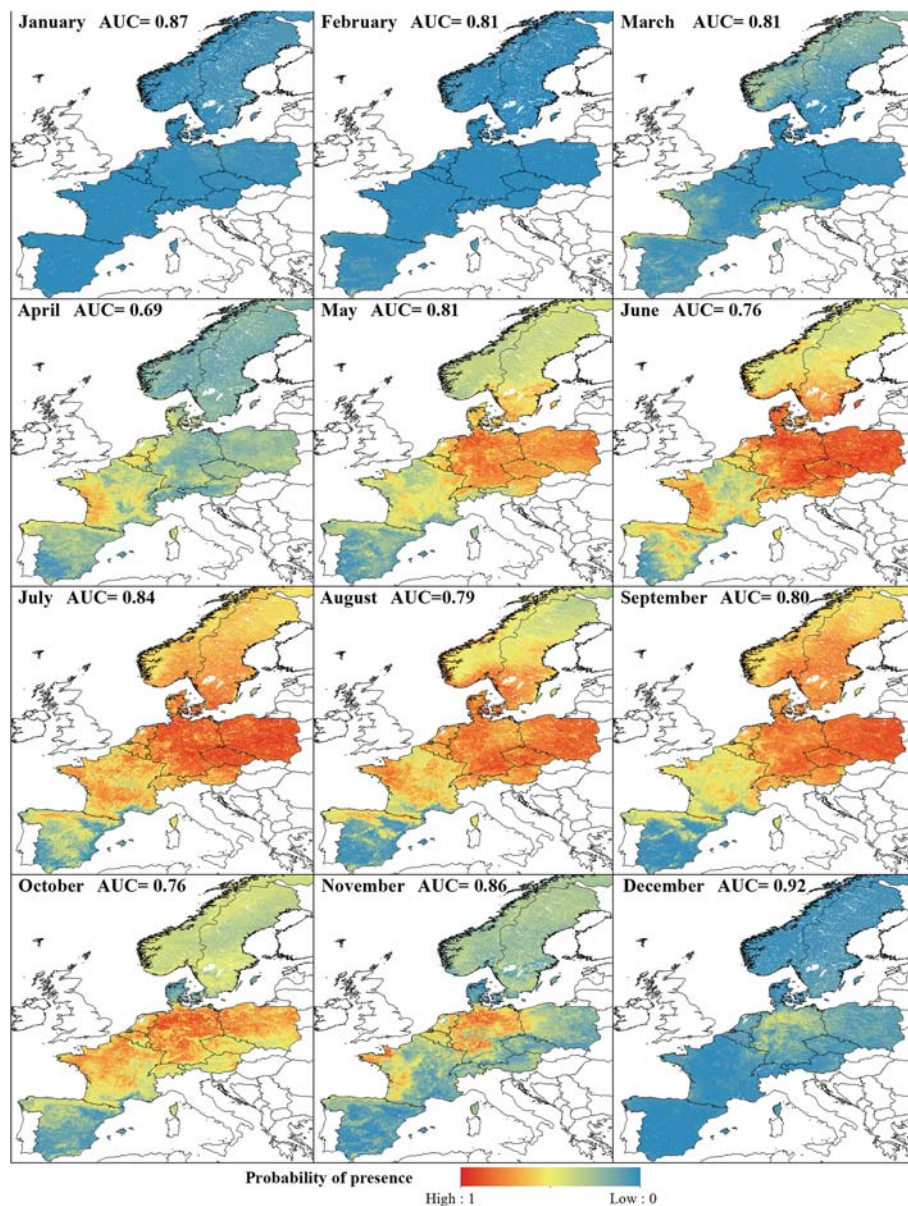 January AUC= 0.87
February AUC= 0.81
March AUC= 0.81
April AUC= 0.69
May AUC= 0.81
June AUC= 0.76
July AUC= 0.84
August AUC=0.79
September AUC= 0.80
October AUC= 0.76
November AUC= 0.86
December AUC= 0.92
Probability of presence
High : 1 Low : 0